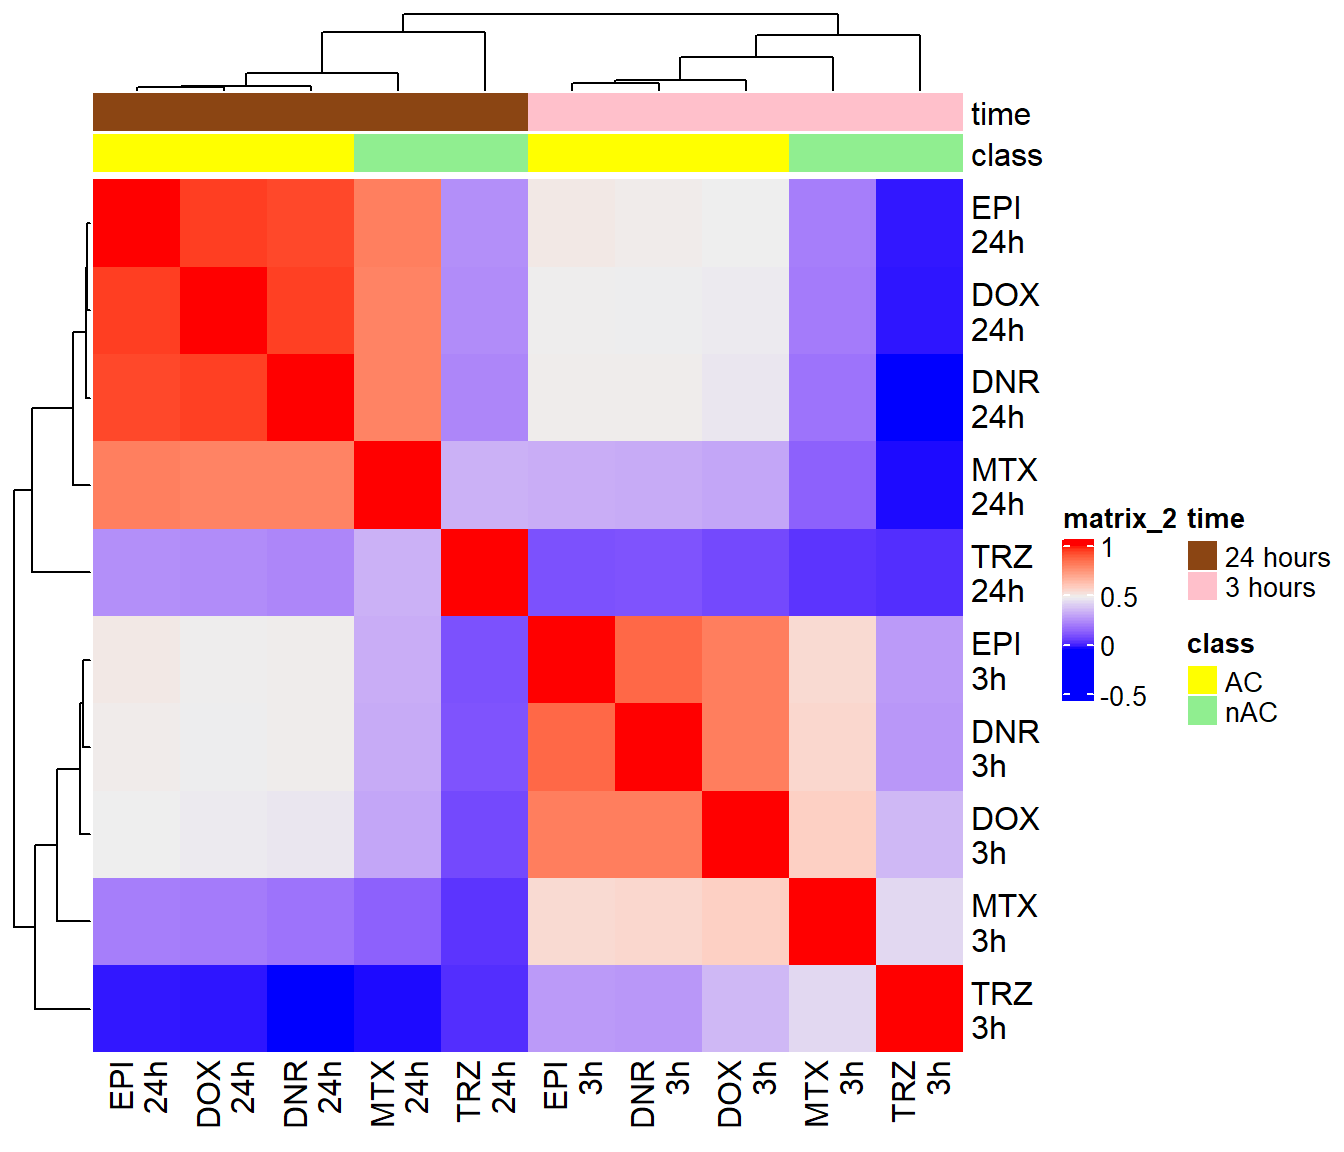 time
class
EPI
24h
DOX
24h
DNR
24h
MTX
24h
TRZ
24h
EPI
3h
DNR
3h
DOX
3h
MTX
3h
TRZ
3h
matrix_2
1
0.5
0
-0.5
time
24 hours
3 hours
class
AC
nAC
EPI
24h
DOX
24h
DNR
24h
MTX
24h
TRZ
24h
EPI
3h
DNR
3h
DOX
3h
MTX
3h
TRZ
3h